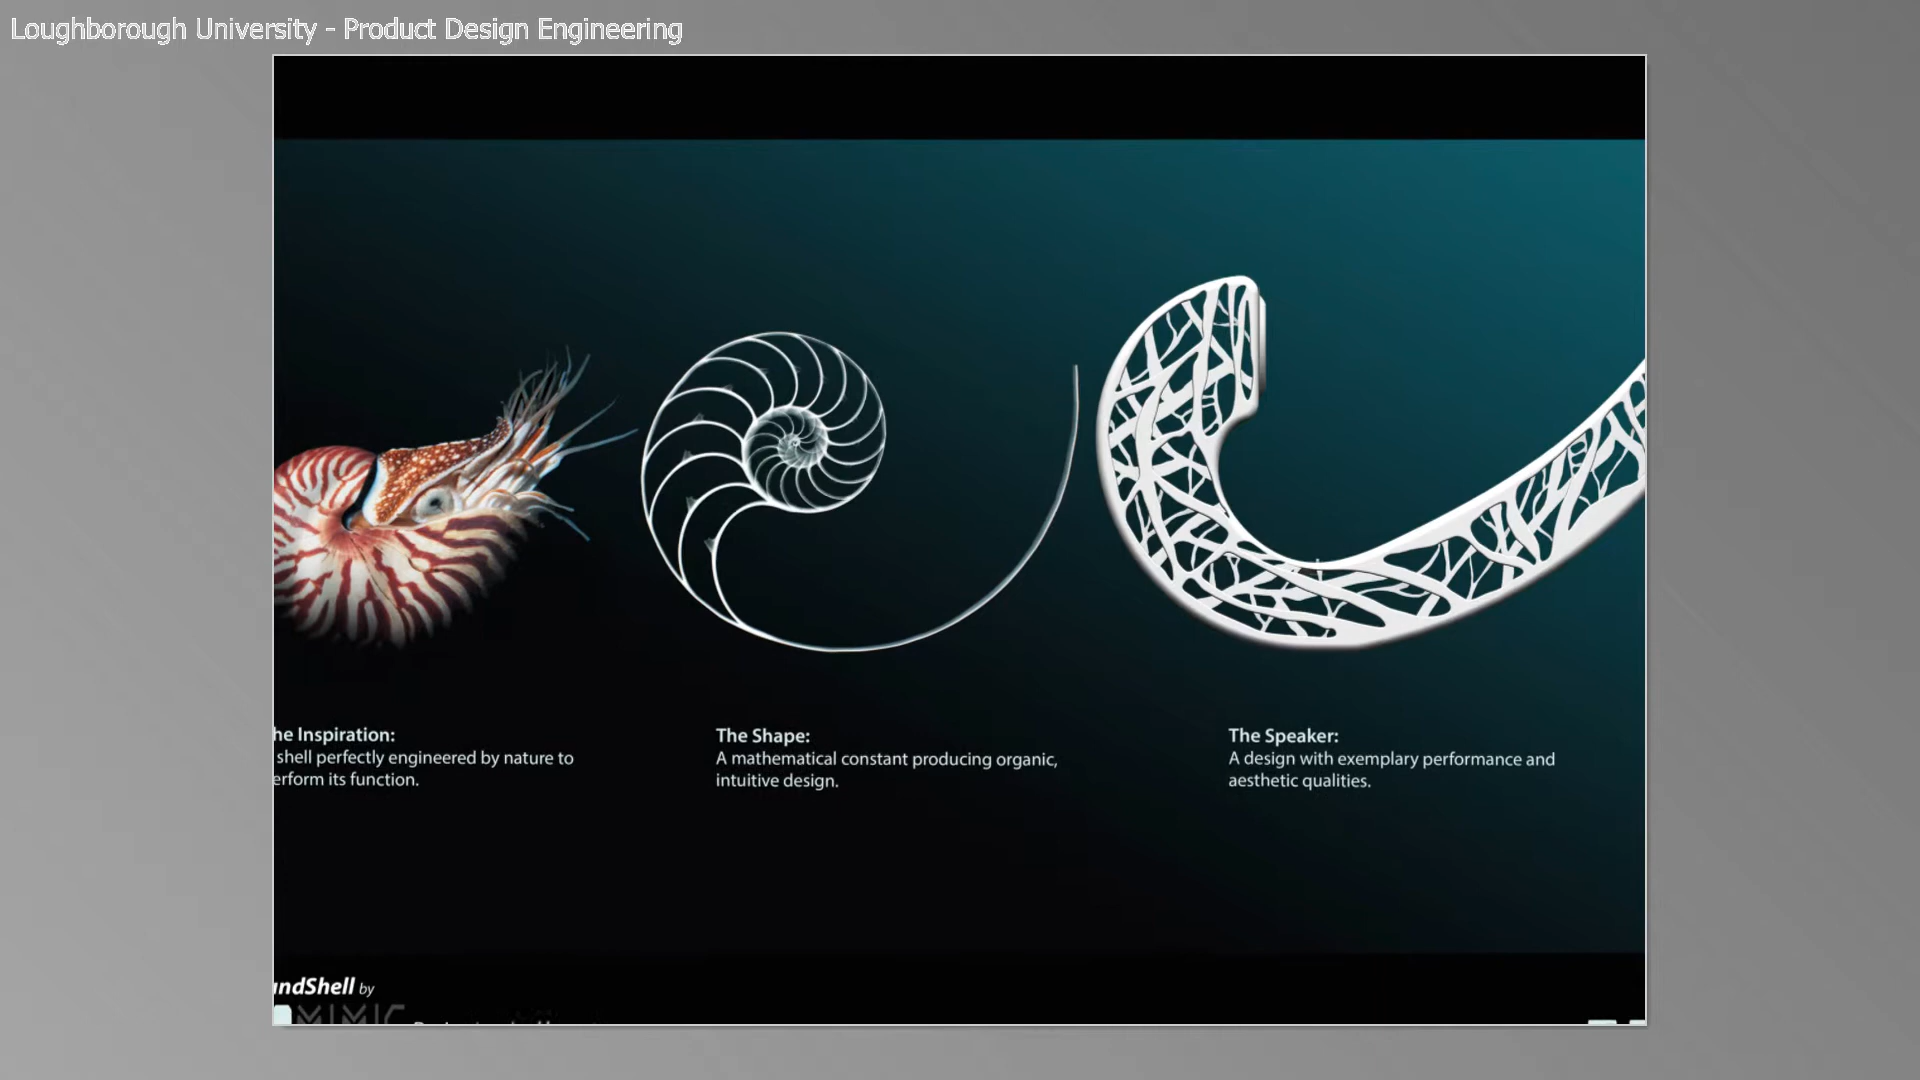 Loughborough University - Product Design Engineering
he Inspiration:
shell perfectly engineered by nature to
erform its function.
The Shape:
A mathematical constant producing organic,
intuitive design.
The Speaker:
A design with exemplary performance and
aesthetic qualities.
ndShell by
MIMIC